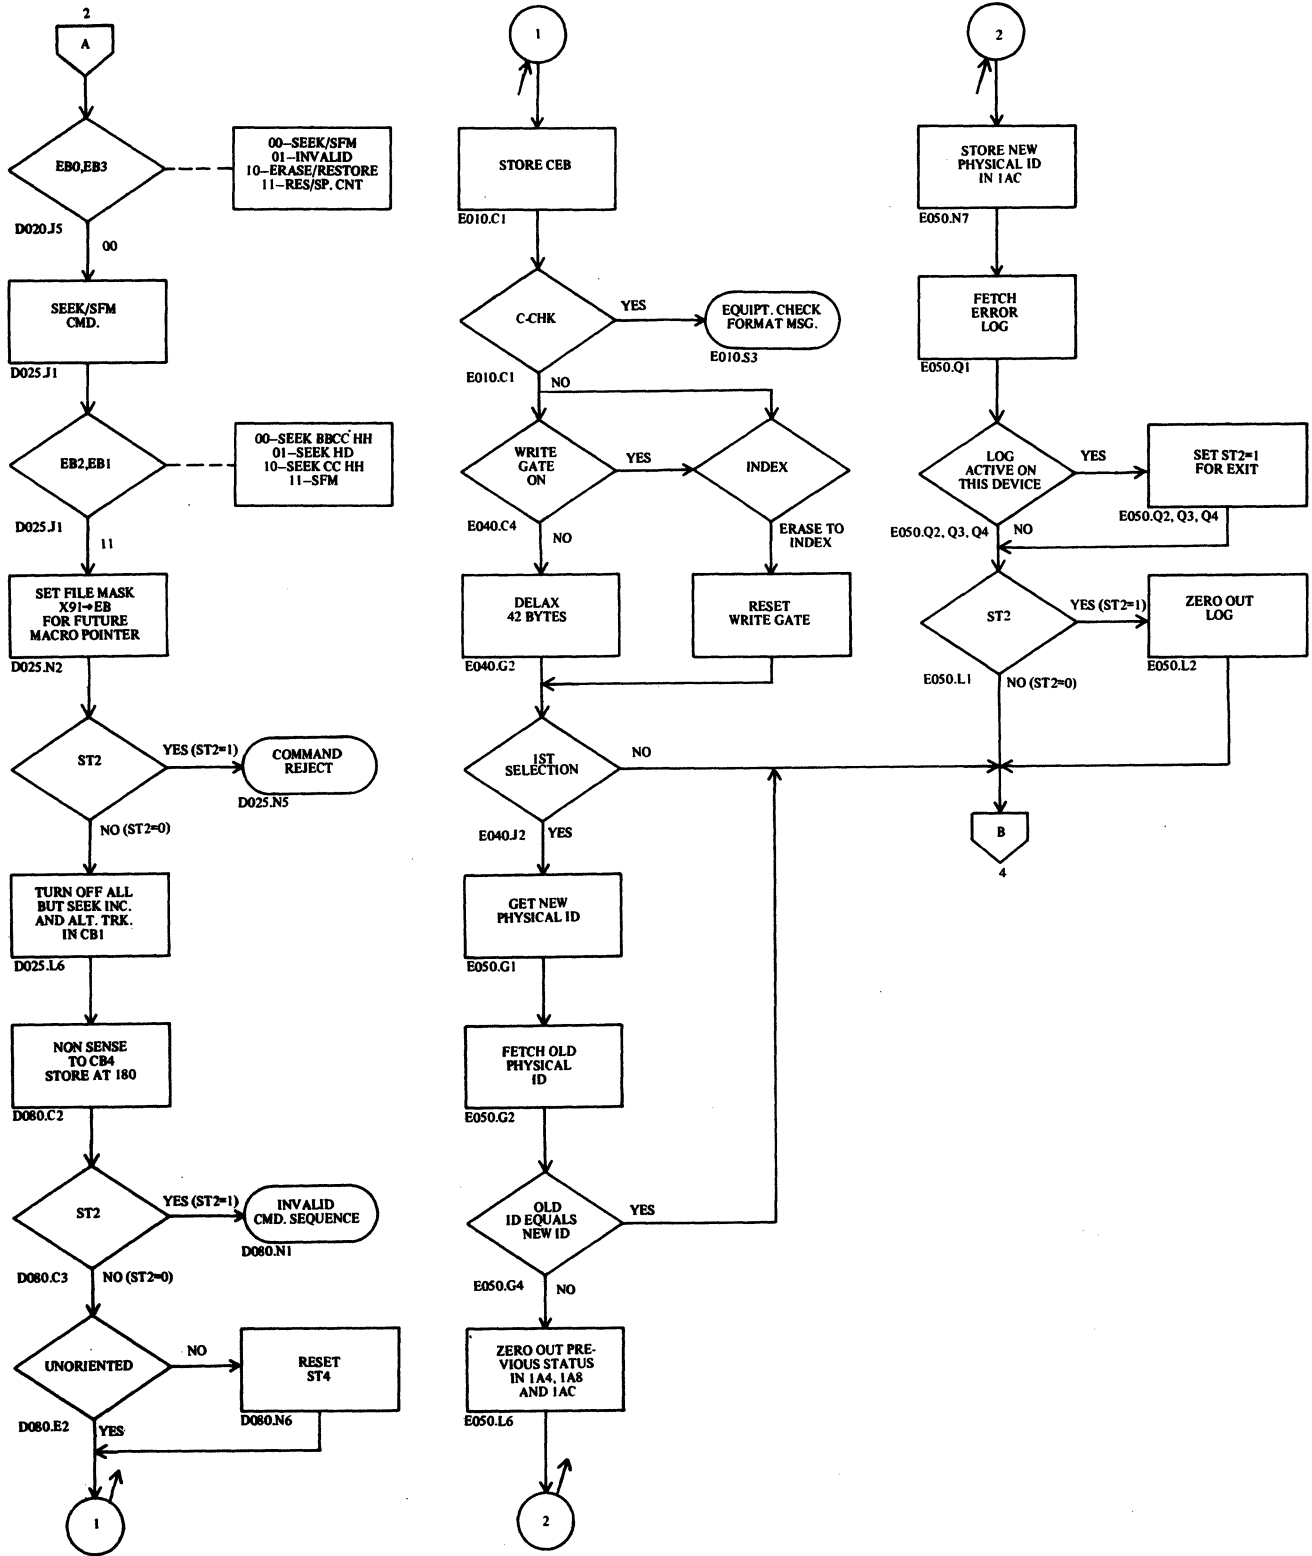 2
A
EB0,EB3
00–SEEK/SFM
01–INVALID
10–ERASE/RESTORE
11–RES/SP. CNT
D020.J5
00
SEEK/SFM
CMD.
D025.J1
EB2,EB1
00–SEEK BBCC HH
01–SEEK HD
10–SEEK CC HH
11–SFM
D025.J1
11
SET FILE MASK
X91→EB
FOR FUTURE
MACRO POINTER
D025.N2
ST2
YES (ST2=1)
COMMAND
REJECT
D025.N5
NO (ST2=0)
TURN OFF ALL
BUT SEEK INC.
AND ALT. TRK.
IN CB1
D025.L6
NON SENSE
TO CB4
STORE AT 180
D080.C2
ST2
YES (ST2=1)
INVALID
CMD. SEQUENCE
D080.N1
D080.C3
NO (ST2=0)
UNORIENTED
NO
RESET
ST4
D080.N6
D080.E2
YES
1
1
STORE CEB
E010.C1
C-CHK
YES
EQUIPT. CHECK
FORMAT MSG.
E010.S3
E010.C1
NO
WRITE
GATE
ON
YES
INDEX
E040.C4
NO
ERASE TO
INDEX
DELAX
42 BYTES
E040.G2
RESET
WRITE GATE
1ST
SELECTION
NO
E040.J2
YES
GET NEW
PHYSICAL ID
E050.G1
FETCH OLD
PHYSICAL
ID
E050.G2
OLD
ID EQUALS
NEW ID
YES
E050.G4
NO
ZERO OUT PRE-
VIOUS STATUS
IN 1A4, 1A8
AND 1AC
E050.L6
2
2
STORE NEW
PHYSICAL ID
IN 1AC
E050.N7
FETCH
ERROR
LOG
E050.Q1
LOG
ACTIVE ON
THIS DEVICE
YES
SET ST2=1
FOR EXIT
E050.Q2, Q3, Q4
E050.Q2, Q3, Q4
NO
ST2
YES (ST2=1)
ZERO OUT
LOG
E050.L2
E050.L1
NO (ST2=0)
B
4